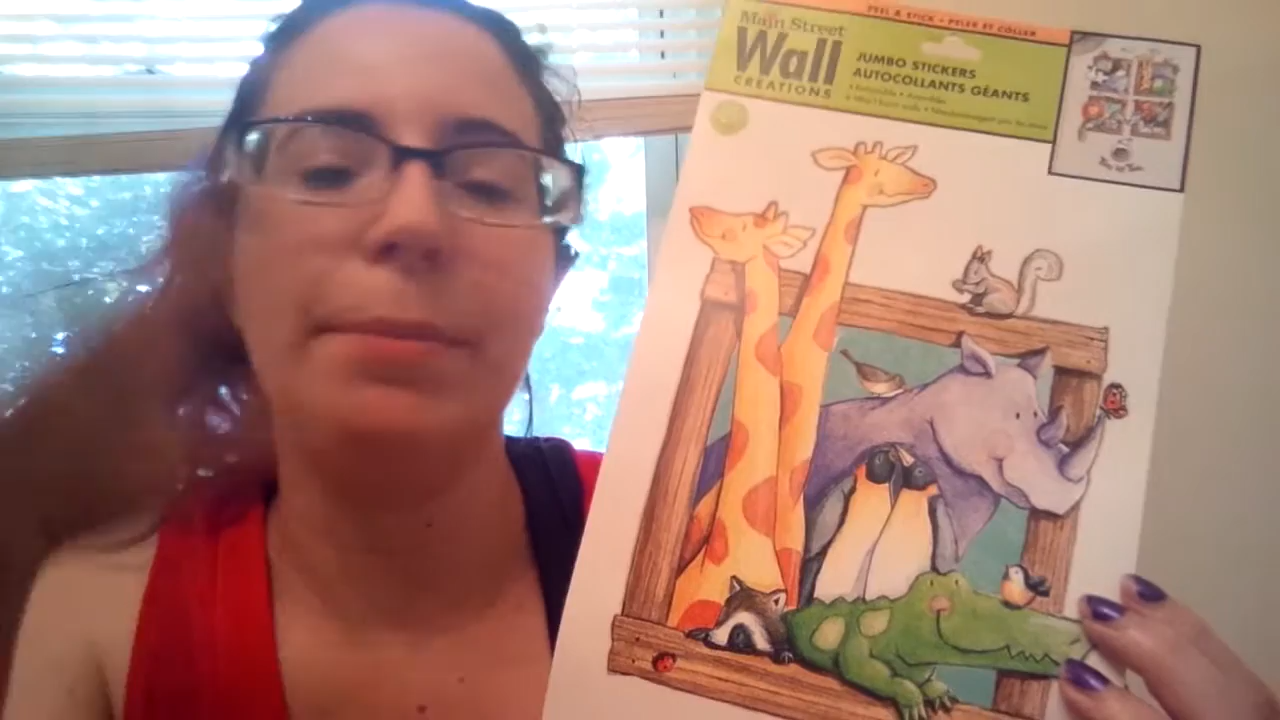 PEEL & STICK • PELER ET COLLER
Main Street
Wall
CREATIONS
JUMBO STICKERS
AUTOCOLLANTS GÉANTS